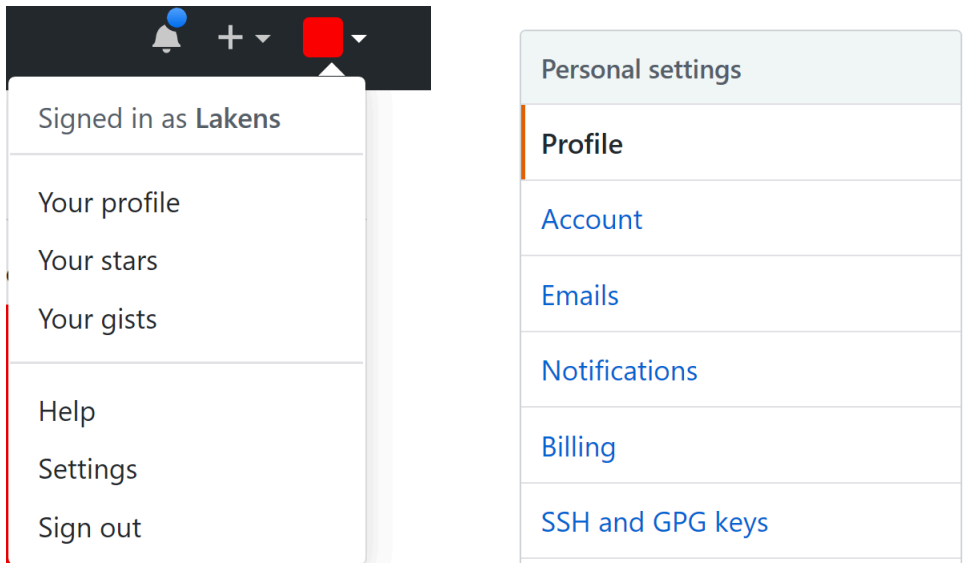 Signed in as Lakens
Your profile
Your stars
Your gists
Help
Settings
Sign out
Personal settings
Profile
Account
Emails
Notifications
Billing
SSH and GPG keys